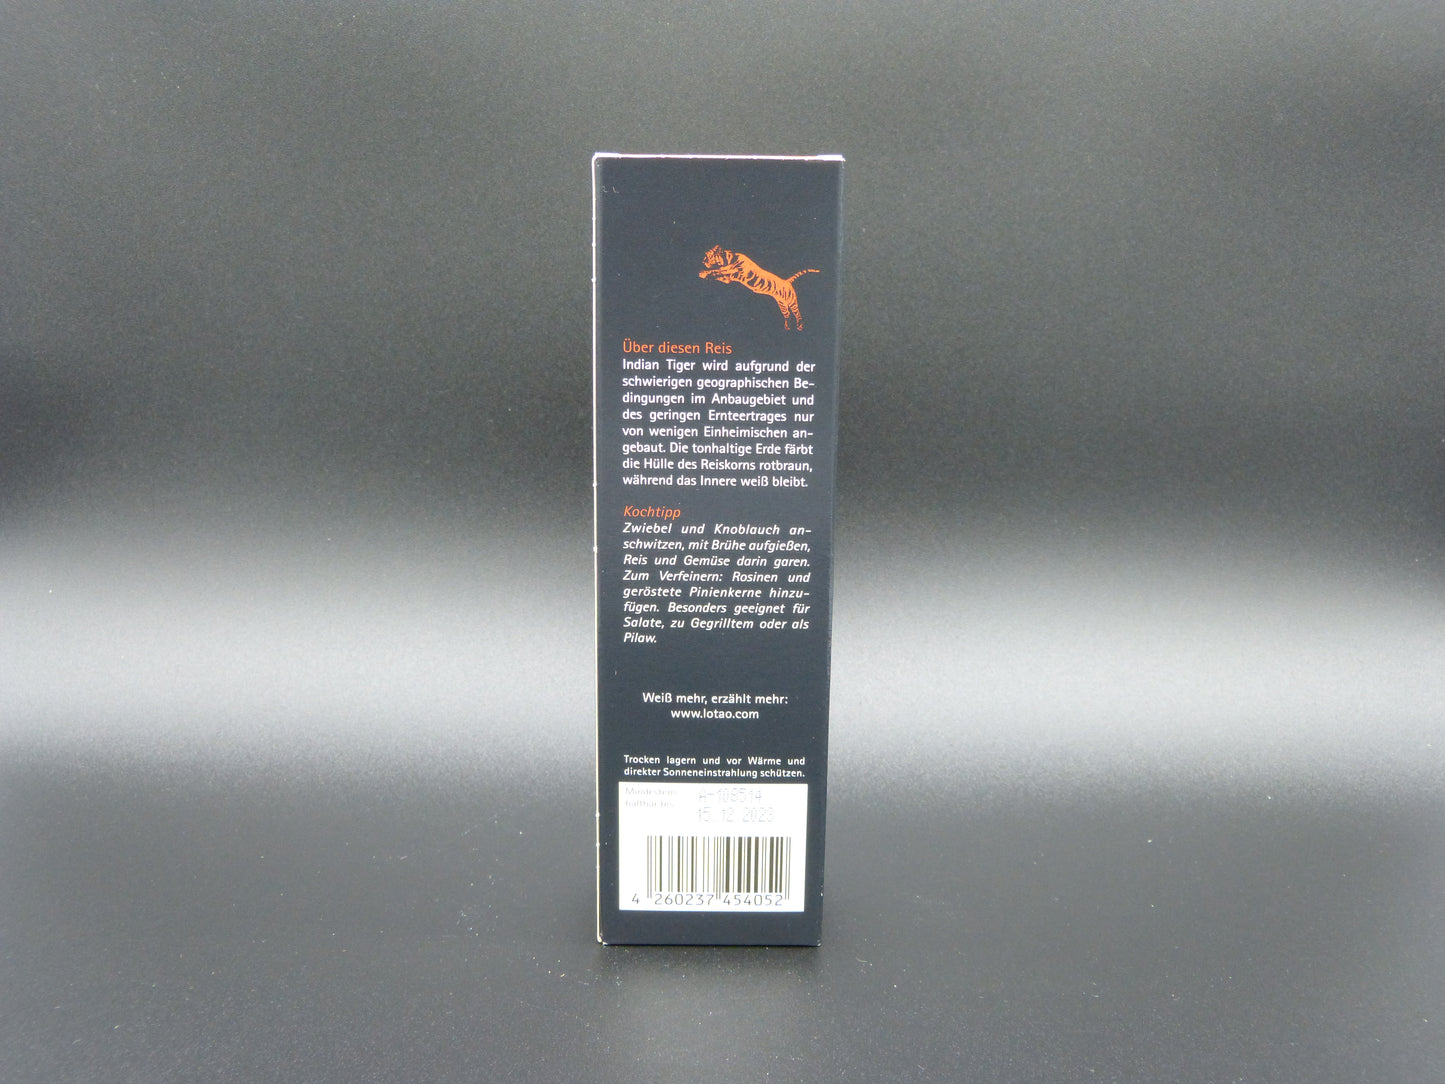 Über diesen Reis
Indian Tiger wird aufgrund der
schwierigen geographischen Be-
dingungen im Anbaugebiet und
des geringen Ernteertrages nur
von wenigen Einheimischen an-
gebaut. Die tonhaltige Erde färbt
die Hülle des Reiskorns rotbraun,
während das Innere weiß bleibt.
Kochtipp
Zwiebel und Knoblauch an-
schwitzen, mit Brühe aufgießen,
Reis und Gemüse darin garen.
Zum Verfeinern: Rosinen und
geröstete Pinienkerne hinzu-
fügen. Besonders geeignet für
Salate, zu Gegrilltem oder als
Pilaw.
Weiß mehr, erzählt mehr:
www.lotao.com
Trocken lagern und vor Wärme und
direkter Sonneneinstrahlung schützen.
Mindestens A-109514
haltbar bis 15.12.2023
4 260237 454052